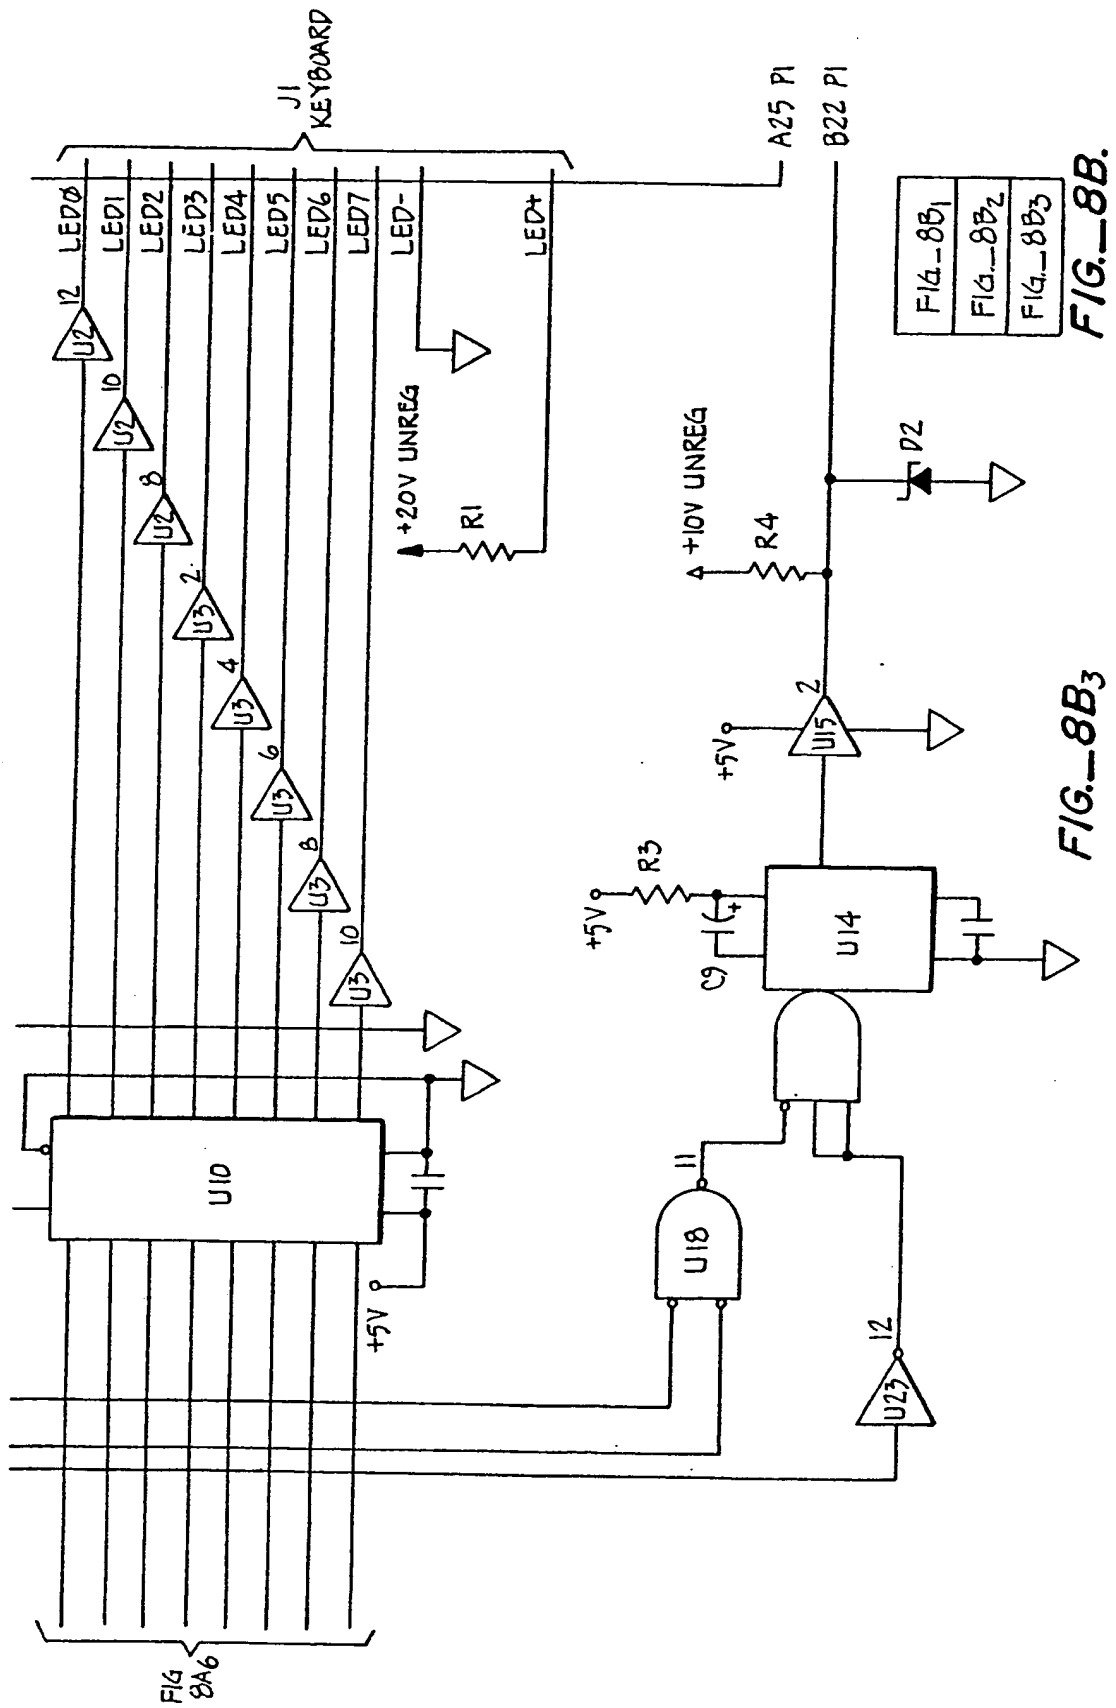 FIG
8A6
U10
+5V
12
U2
LEDØ
10
U2
LED1
8
U2
LED2
2
U3
LED3
4
U3
LED4
6
U3
LED5
8
U3
LED6
10
U3
LED7
LED-
LED+
J1
KEYBOARD
+20V UNREG
R1
A25 P1
B22 P1
U18
11
U23
12
+5V
R3
C9
+
U14
+5V
U15
2
+10V UNREG
R4
D2
FIG._8B1
FIG._8B2
FIG._8B3
FIG._8B.
FIG._8B3